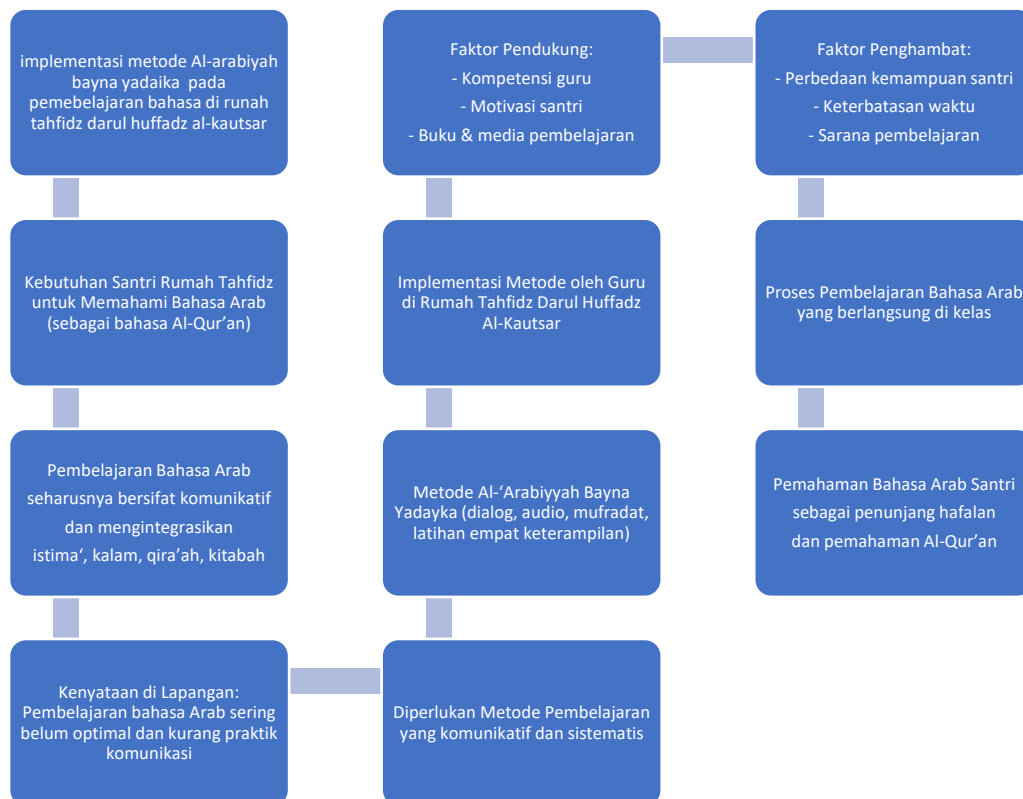 implementasi metode Al-arabiyah
bayna yadaika pada
pemebelajaran bahasa di runah
tahfidz darul huffadz al-kautsar
Kebutuhan Santri Rumah Tahfidz
untuk Memahami Bahasa Arab
(sebagai bahasa Al-Qur’an)
Pembelajaran Bahasa Arab
seharusnya bersifat komunikatif
dan mengintegrasikan
istima‘, kalam, qira’ah, kitabah
Kenyataan di Lapangan:
Pembelajaran bahasa Arab sering
belum optimal dan kurang praktik
komunikasi
Diperlukan Metode Pembelajaran
yang komunikatif dan sistematis
Metode Al-‘Arabiyyah Bayna
Yadayka (dialog, audio, mufradat,
latihan empat keterampilan)
Implementasi Metode oleh Guru
di Rumah Tahfidz Darul Huffadz
Al-Kautsar
Faktor Pendukung:
- Kompetensi guru
- Motivasi santri
- Buku & media pembelajaran
Faktor Penghambat:
- Perbedaan kemampuan santri
- Keterbatasan waktu
- Sarana pembelajaran
Proses Pembelajaran Bahasa Arab
yang berlangsung di kelas
Pemahaman Bahasa Arab Santri
sebagai penunjang hafalan
dan pemahaman Al-Qur’an